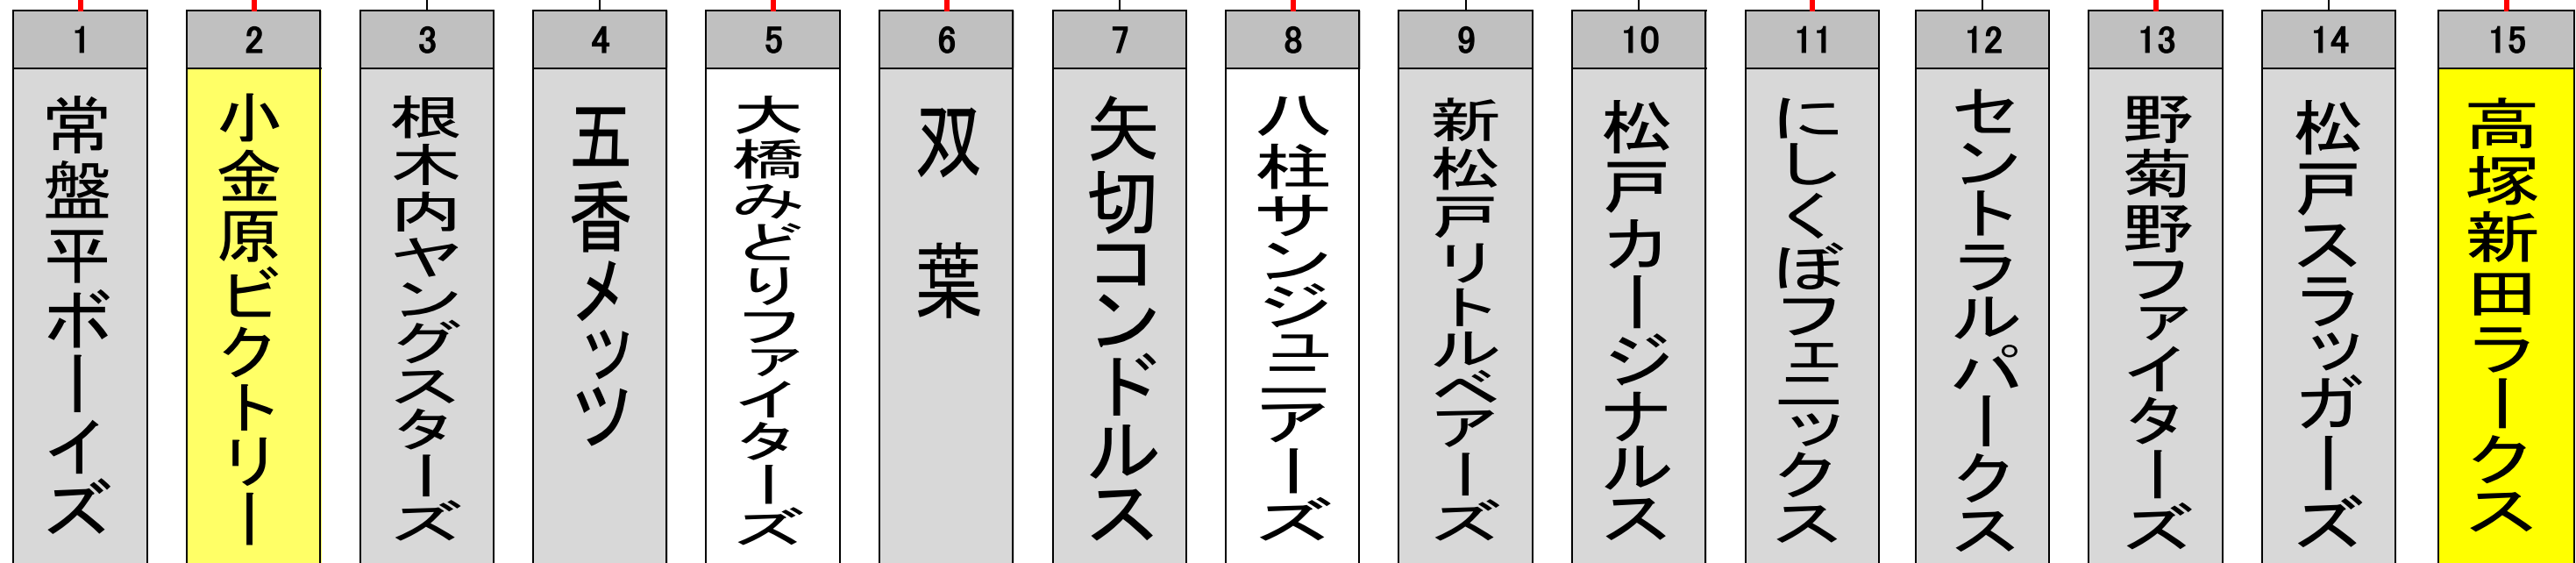 1
常盤平ボーイズ
2
小金原ビクトリー
3
根木内ヤングスターズ
4
五香メッツ
5
大橋みどりファイターズ
6
双葉
7
矢切コンドルス
8
八柱サンジュニアーズ
9
新松戸リトルベアーズ
10
松戸カージナルス
11
にしくぼフェニックス
12
セントラルパークス
13
野菊野ファイターズ
14
松戸スラッガーズ
15
高塚新田ラークス